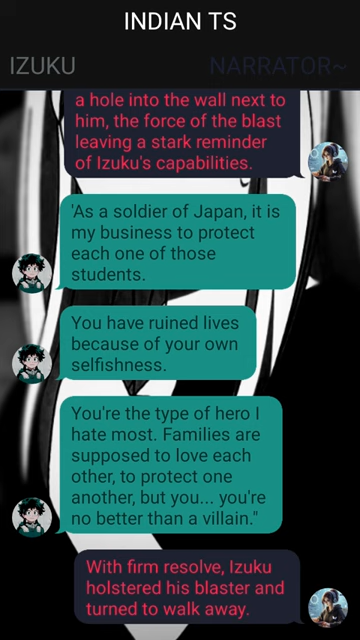 INDIAN TS
IZUKU NARRATOR~
a hole into the wall next to
him, the force of the blast
leaving a stark reminder
of Izuku's capabilities.
'As a soldier of Japan, it is
my business to protect
each one of those
students.
You have ruined lives
because of your own
selfishness.
You're the type of hero I
hate most. Families are
supposed to love each
other, to protect one
another, but you... you're
no better than a villain."
With firm resolve, Izuku
holstered his blaster and
turned to walk away.